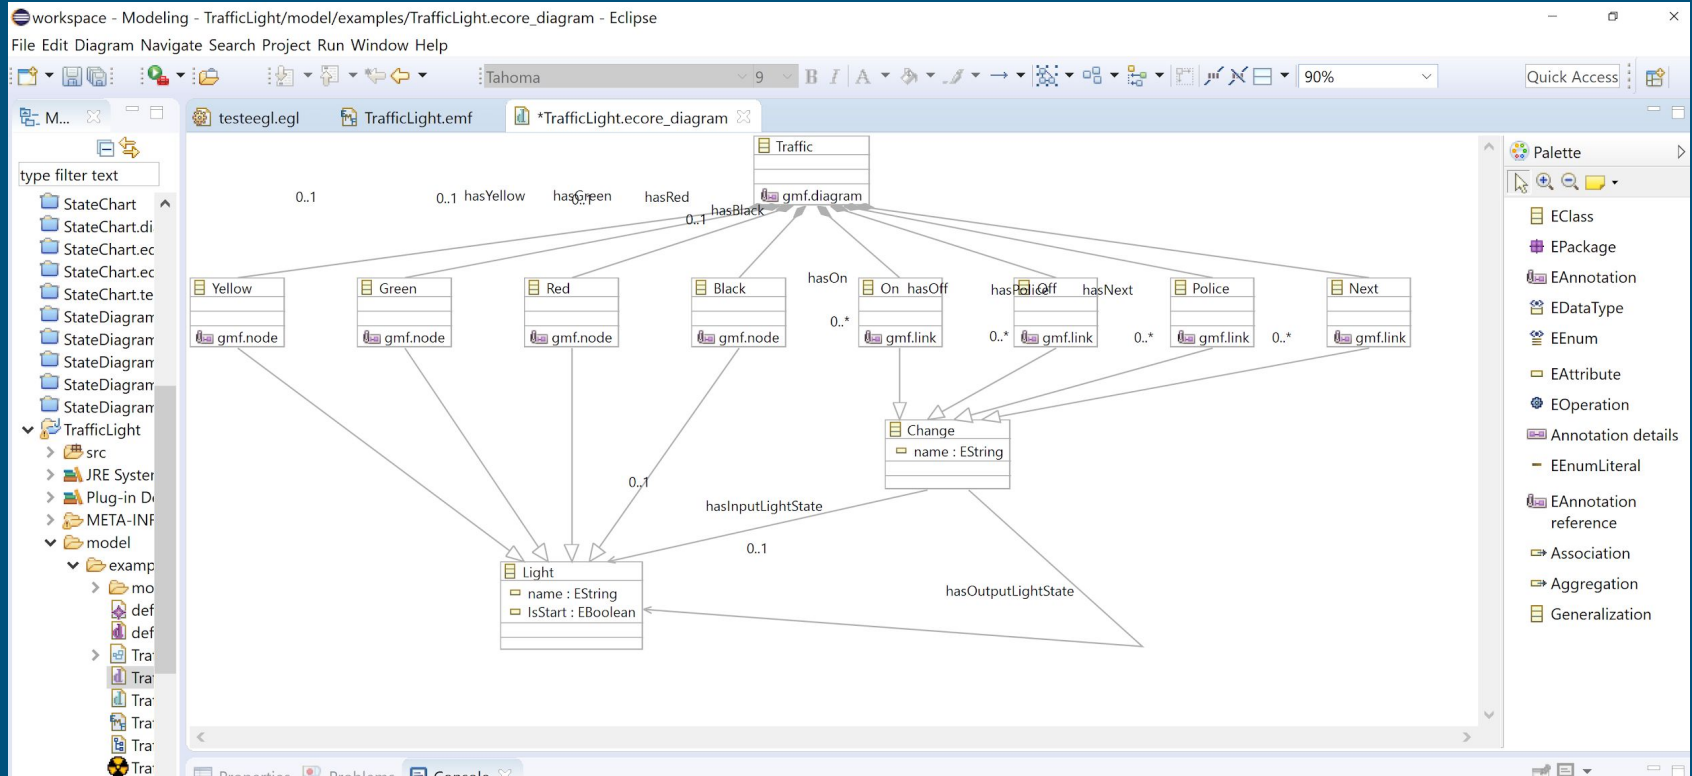 workspace - Modeling - TrafficLight/model/examples/TrafficLight.ecore_diagram - Eclipse
File Edit Diagram Navigate Search Project Run Window Help
Tahoma 9 B I A 90% Quick Access
M... testeegl.egl TrafficLight.emf *TrafficLight.ecore_diagram
type filter text
StateChart
StateChart.di
StateChart.ec
StateChart.ec
StateChart.te
StateDiagram
StateDiagram
StateDiagram
StateDiagram
StateDiagram
TrafficLight
src
JRE Syster
Plug-in D
META-INF
model
examp
mo
def
def
Tra
Tra
Tra
Tra
Tra
Tra
Traffic
gmf.diagram
0..1 0..1 hasYellow hasGreen 0..1 hasRed 0..1 hasBlack
Yellow
gmf.node
Green
gmf.node
Red
gmf.node
Black
gmf.node
hasOn
0..*
On hasOff
gmf.link
hasPolice Off
0..* gmf.link
hasNext
0..*
Police
gmf.link
0..*
Next
gmf.link
Change
name : EString
0..1
hasInputLightState
0..1
hasOutputLightState
Light
name : EString
IsStart : EBoolean
Palette
EClass
EPackage
EAnnotation
EDataType
EEnum
EAttribute
EOperation
Annotation details
EEnumLiteral
EAnnotation
reference
Association
Aggregation
Generalization
Properties Problems Console